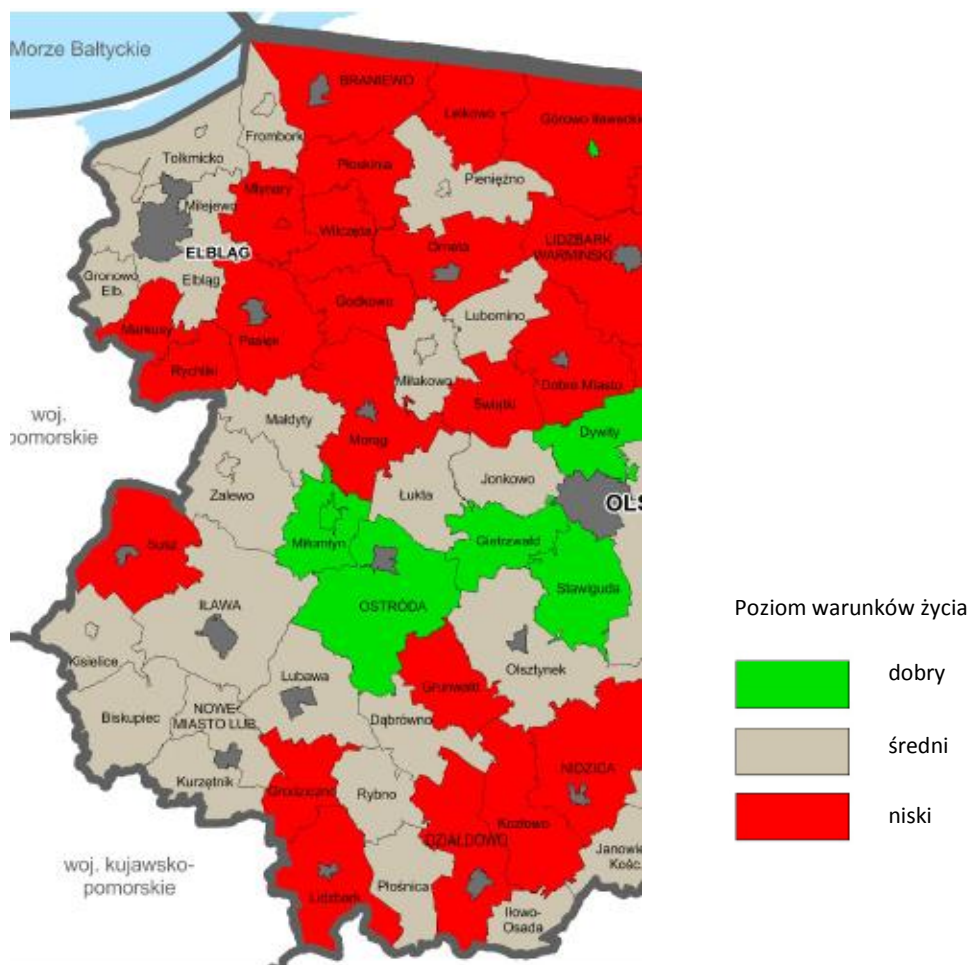 Morze Bałtyckie
BRANIEWO
Lelkowo
Górowo Iławeckie
Frombork
Tolkmicko
Płoskinia
Pieniężno
Młynary
Milejewo
Wilczęta
Orneta
LIDZBARK
WARMIŃSKI
ELBLĄG
Gronowo
Elb.
Elbląg
Godkowo
Lubomino
Markusy
Pasłęk
Rychliki
Miłakowo
Dobre Miasto
Świątki
woj.
pomorskie
Małdyty
Morąg
Dywity
Zalewo
Łukta
Jonkowo
OLS
Susz
Miłomłyn
Gietrzwałd
Stawiguda
OSTRÓDA
IŁAWA
Kisielice
Olsztynek
Lubawa
Grunwald
Biskupiec
NOWE
MIASTO LUB.
Dąbrówno
Kurzętnik
NIDZICA
Grodziczno
Rybno
Kozłowo
DZIAŁDOWO
Janowie
Kośc.
woj. kujawsko-
pomorskie
Lidzbark
Płośnica
Iłowo-
Osada
Poziom warunków życia
dobry
średni
niski